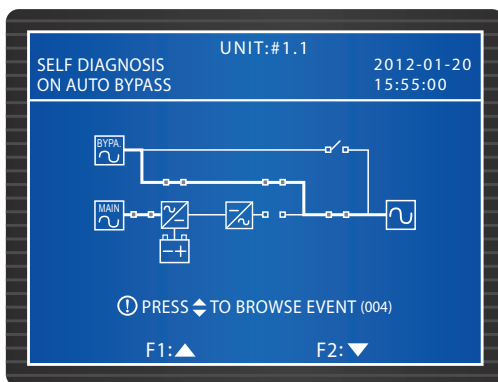 UNIT:#1.1
SELF DIAGNOSIS
2012-01-20
ON AUTO BYPASS
15:55:00
BYPA.
MAIN
PRESS TO BROWSE EVENT (004)
F1:
F2: